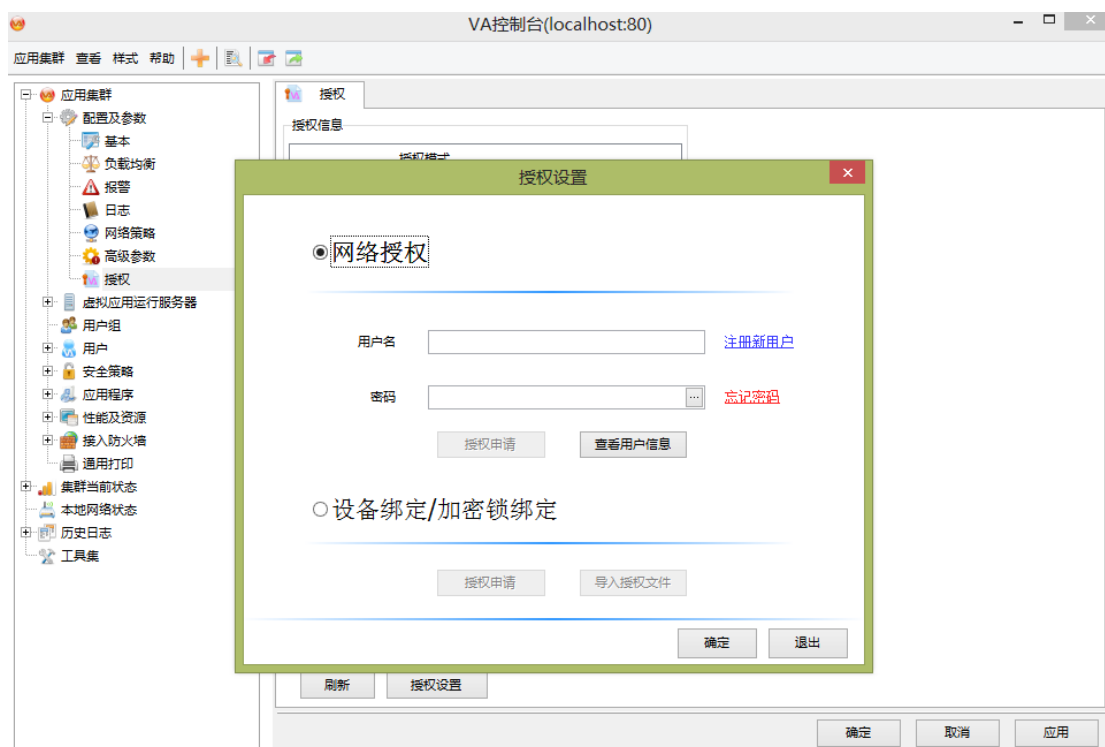 VA控制台(localhost:80)
应用集群 查看 样式 帮助
应用集群
配置及参数
基本
负载均衡
报警
日志
网络策略
高级参数
授权
虚拟应用运行服务器
用户组
用户
安全策略
应用程序
性能及资源
接入防火墙
通用打印
集群当前状态
本地网络状态
历史日志
工具集
授权
授权信息
授权模式
授权设置
网络授权
用户名 注册新用户
密码 ... 忘记密码
授权申请 查看用户信息
设备绑定/加密锁绑定
授权申请 导入授权文件
确定 退出
刷新 授权设置
确定 取消 应用